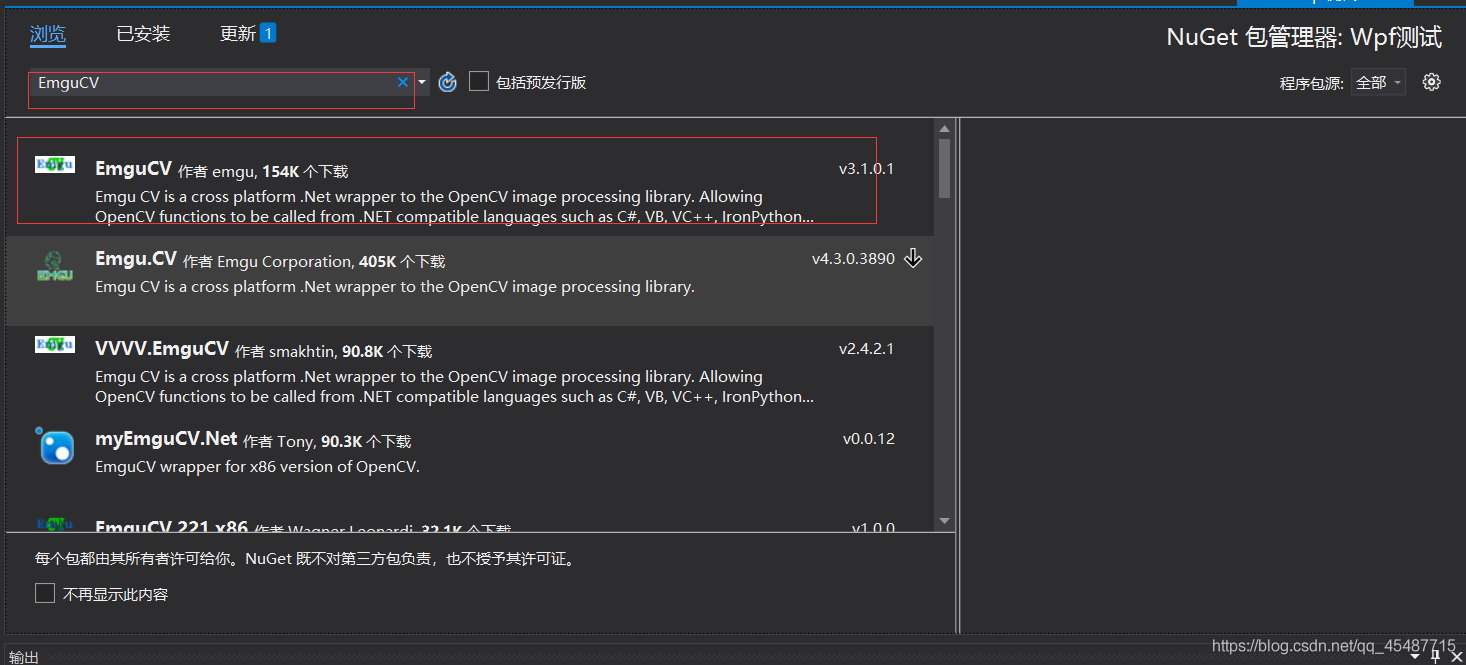 浏览 已安装 更新 1 NuGet 包管理器: Wpf测试
EmguCV 包括预发行版 程序包源: 全部
EmguCV 作者 emgu, 154K 个下载 v3.1.0.1
Emgu CV is a cross platform .Net wrapper to the OpenCV image processing library. Allowing
OpenCV functions to be called from .NET compatible languages such as C#, VB, VC++, IronPython...
Emgu.CV 作者 Emgu Corporation, 405K 个下载 v4.3.0.3890
EMGU
Emgu CV is a cross platform .Net wrapper to the OpenCV image processing library.
VVVV.EmguCV 作者 smakhtin, 90.8K 个下载 v2.4.2.1
Emgu CV is a cross platform .Net wrapper to the OpenCV image processing library. Allowing
OpenCV functions to be called from .NET compatible languages such as C#, VB, VC++, IronPython...
myEmguCV.Net 作者 Tony, 90.3K 个下载 v0.0.12
EmguCV wrapper for x86 version of OpenCV.
EmguCV.221.x86 作者 Wagner Leonardi, 32.1K 个下载 v1.0.0
每个包都由其所有者许可给你。NuGet 既不对第三方包负责，也不授予其许可证。
不再显示此内容
https://blog.csdn.net/qq_45487715
输出